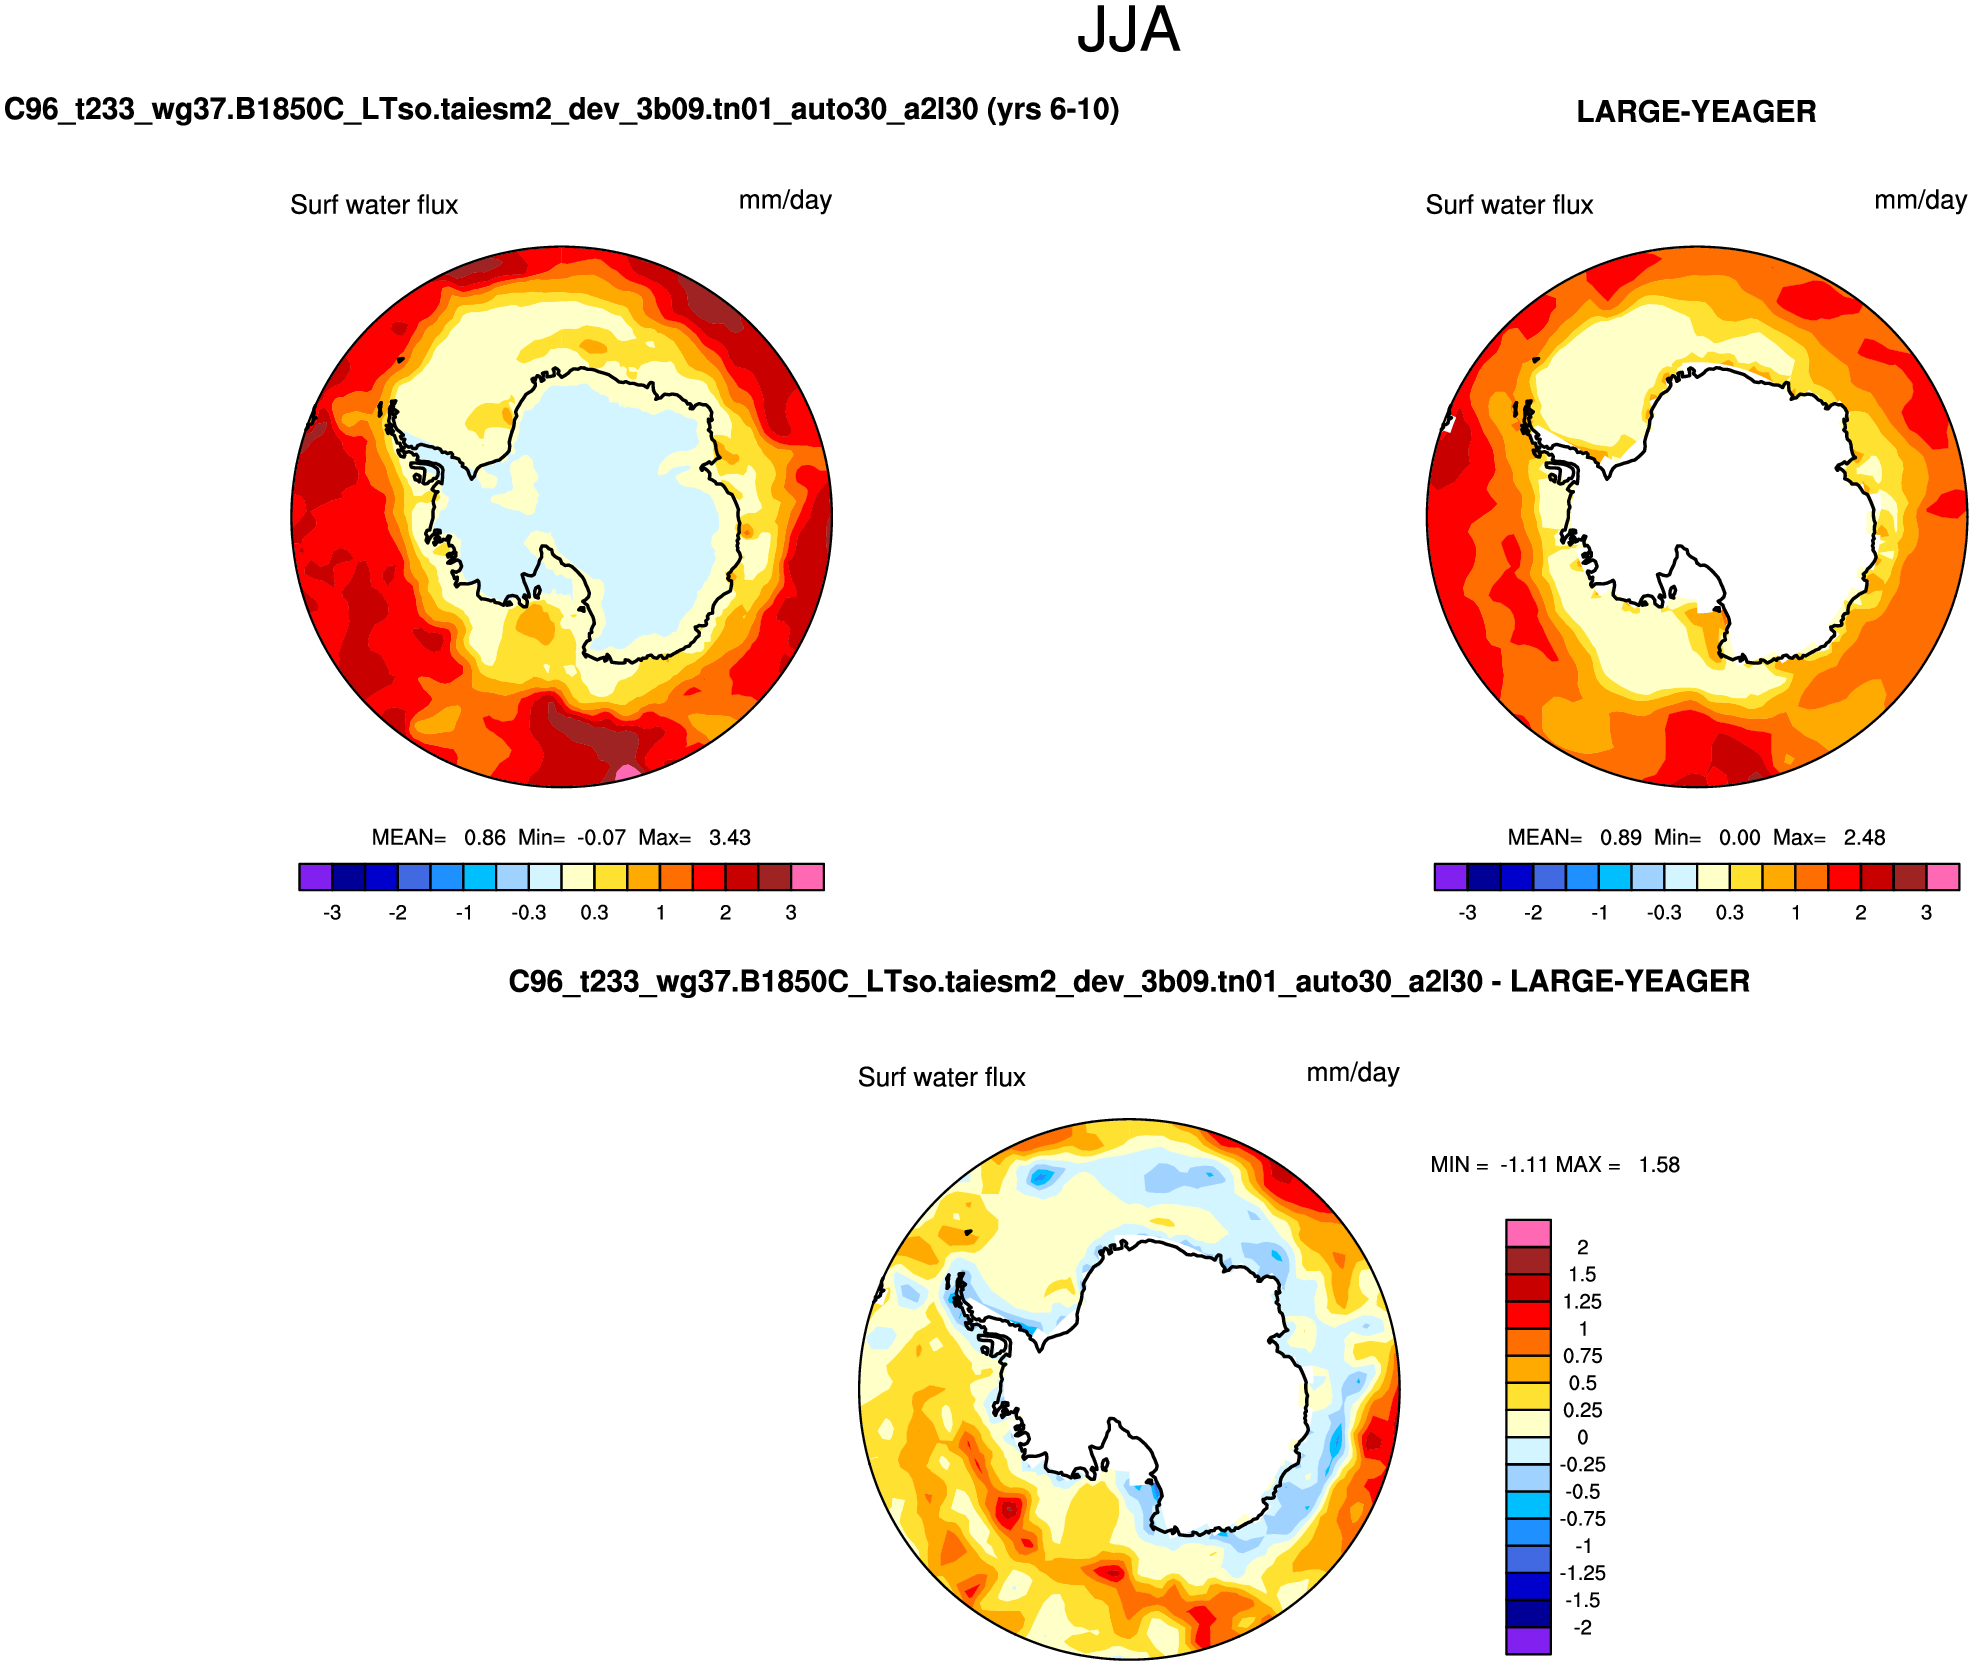 JJA
C96_t233_wg37.B1850C_LTso.taiesm2_dev_3b09.tn01_auto30_a2l30 (yrs 6-10)
LARGE-YEAGER
Surf water flux mm/day
Surf water flux mm/day
MEAN= 0.86 Min= -0.07 Max= 3.43
MEAN= 0.89 Min= 0.00 Max= 2.48
-3 -2 -1 -0.3 0.3 1 2 3
-3 -2 -1 -0.3 0.3 1 2 3
C96_t233_wg37.B1850C_LTso.taiesm2_dev_3b09.tn01_auto30_a2l30 - LARGE-YEAGER
Surf water flux mm/day
MIN = -1.11 MAX = 1.58
2
1.5
1.25
1
0.75
0.5
0.25
0
-0.25
-0.5
-0.75
-1
-1.25
-1.5
-2